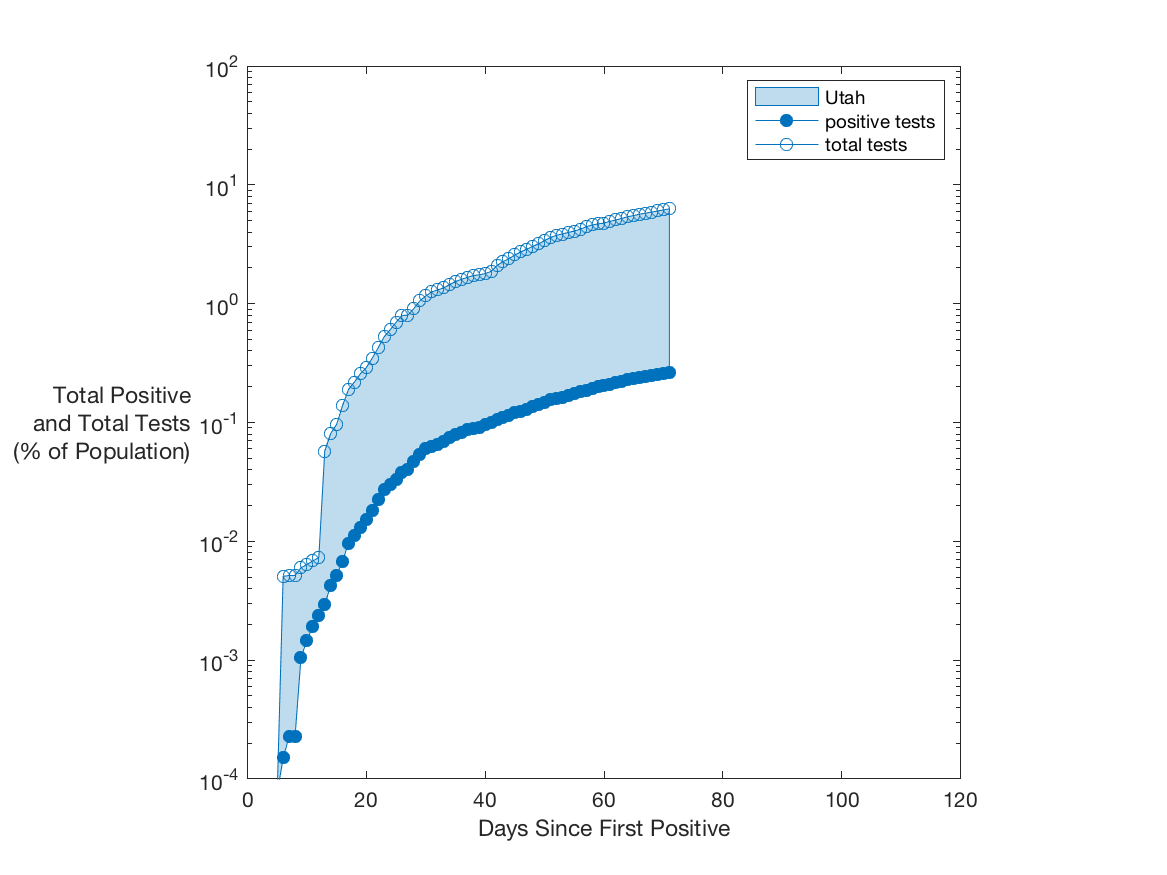 10^2
10^1
10^0
10^-1
10^-2
10^-3
10^-4
Total Positive
and Total Tests
(% of Population)
0 20 40 60 80 100 120
Days Since First Positive
Utah
positive tests
total tests